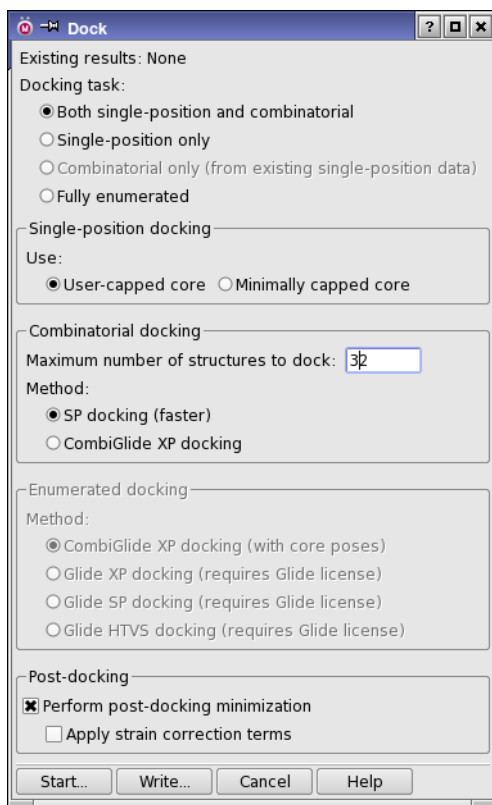 Dock
?
Existing results: None
Docking task:
Both single-position and combinatorial
Single-position only
Combinatorial only (from existing single-position data)
Fully enumerated
Single-position docking
Use:
User-capped core Minimally capped core
Combinatorial docking
Maximum number of structures to dock: 32
Method:
SP docking (faster)
CombiGlide XP docking
Enumerated docking
Method:
CombiGlide XP docking (with core poses)
Glide XP docking (requires Glide license)
Glide SP docking (requires Glide license)
Glide HTVS docking (requires Glide license)
Post-docking
Perform post-docking minimization
Apply strain correction terms
Start... Write... Cancel Help